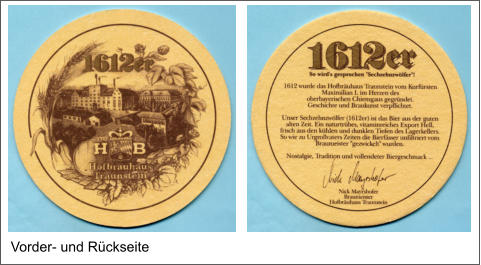 1612er
H B
Hofbräuhaus
Traunstein
1612er
So wird's gesprochen "Sechzehnzwölfer"!
1612 wurde das Hofbräuhaus Traunstein vom Kurfürsten
Maximilian I. im Herzen des
oberbayerischen Chiemgaus gegründet.
Geschichte und Braukunst verpflichtet.
Unser Sechzehnzwölfer (1612er) ist das Bier aus der guten
alten Zeit. Ein naturtrübes, vitaminreiches Export Hell,
frisch aus den kühlen und dunklen Tiefen des Lagerkellers.
So wie zu Urgroßvaters Zeiten die Bierfässer unfiltriert vom
Braumeister "gezwickelt" wurden.
Nostalgie, Tradition und vollendeter Biergeschmack ...
Nick Mayrshofer
Braumeister
Hofbräuhaus Traunstein
Vorder- und Rückseite